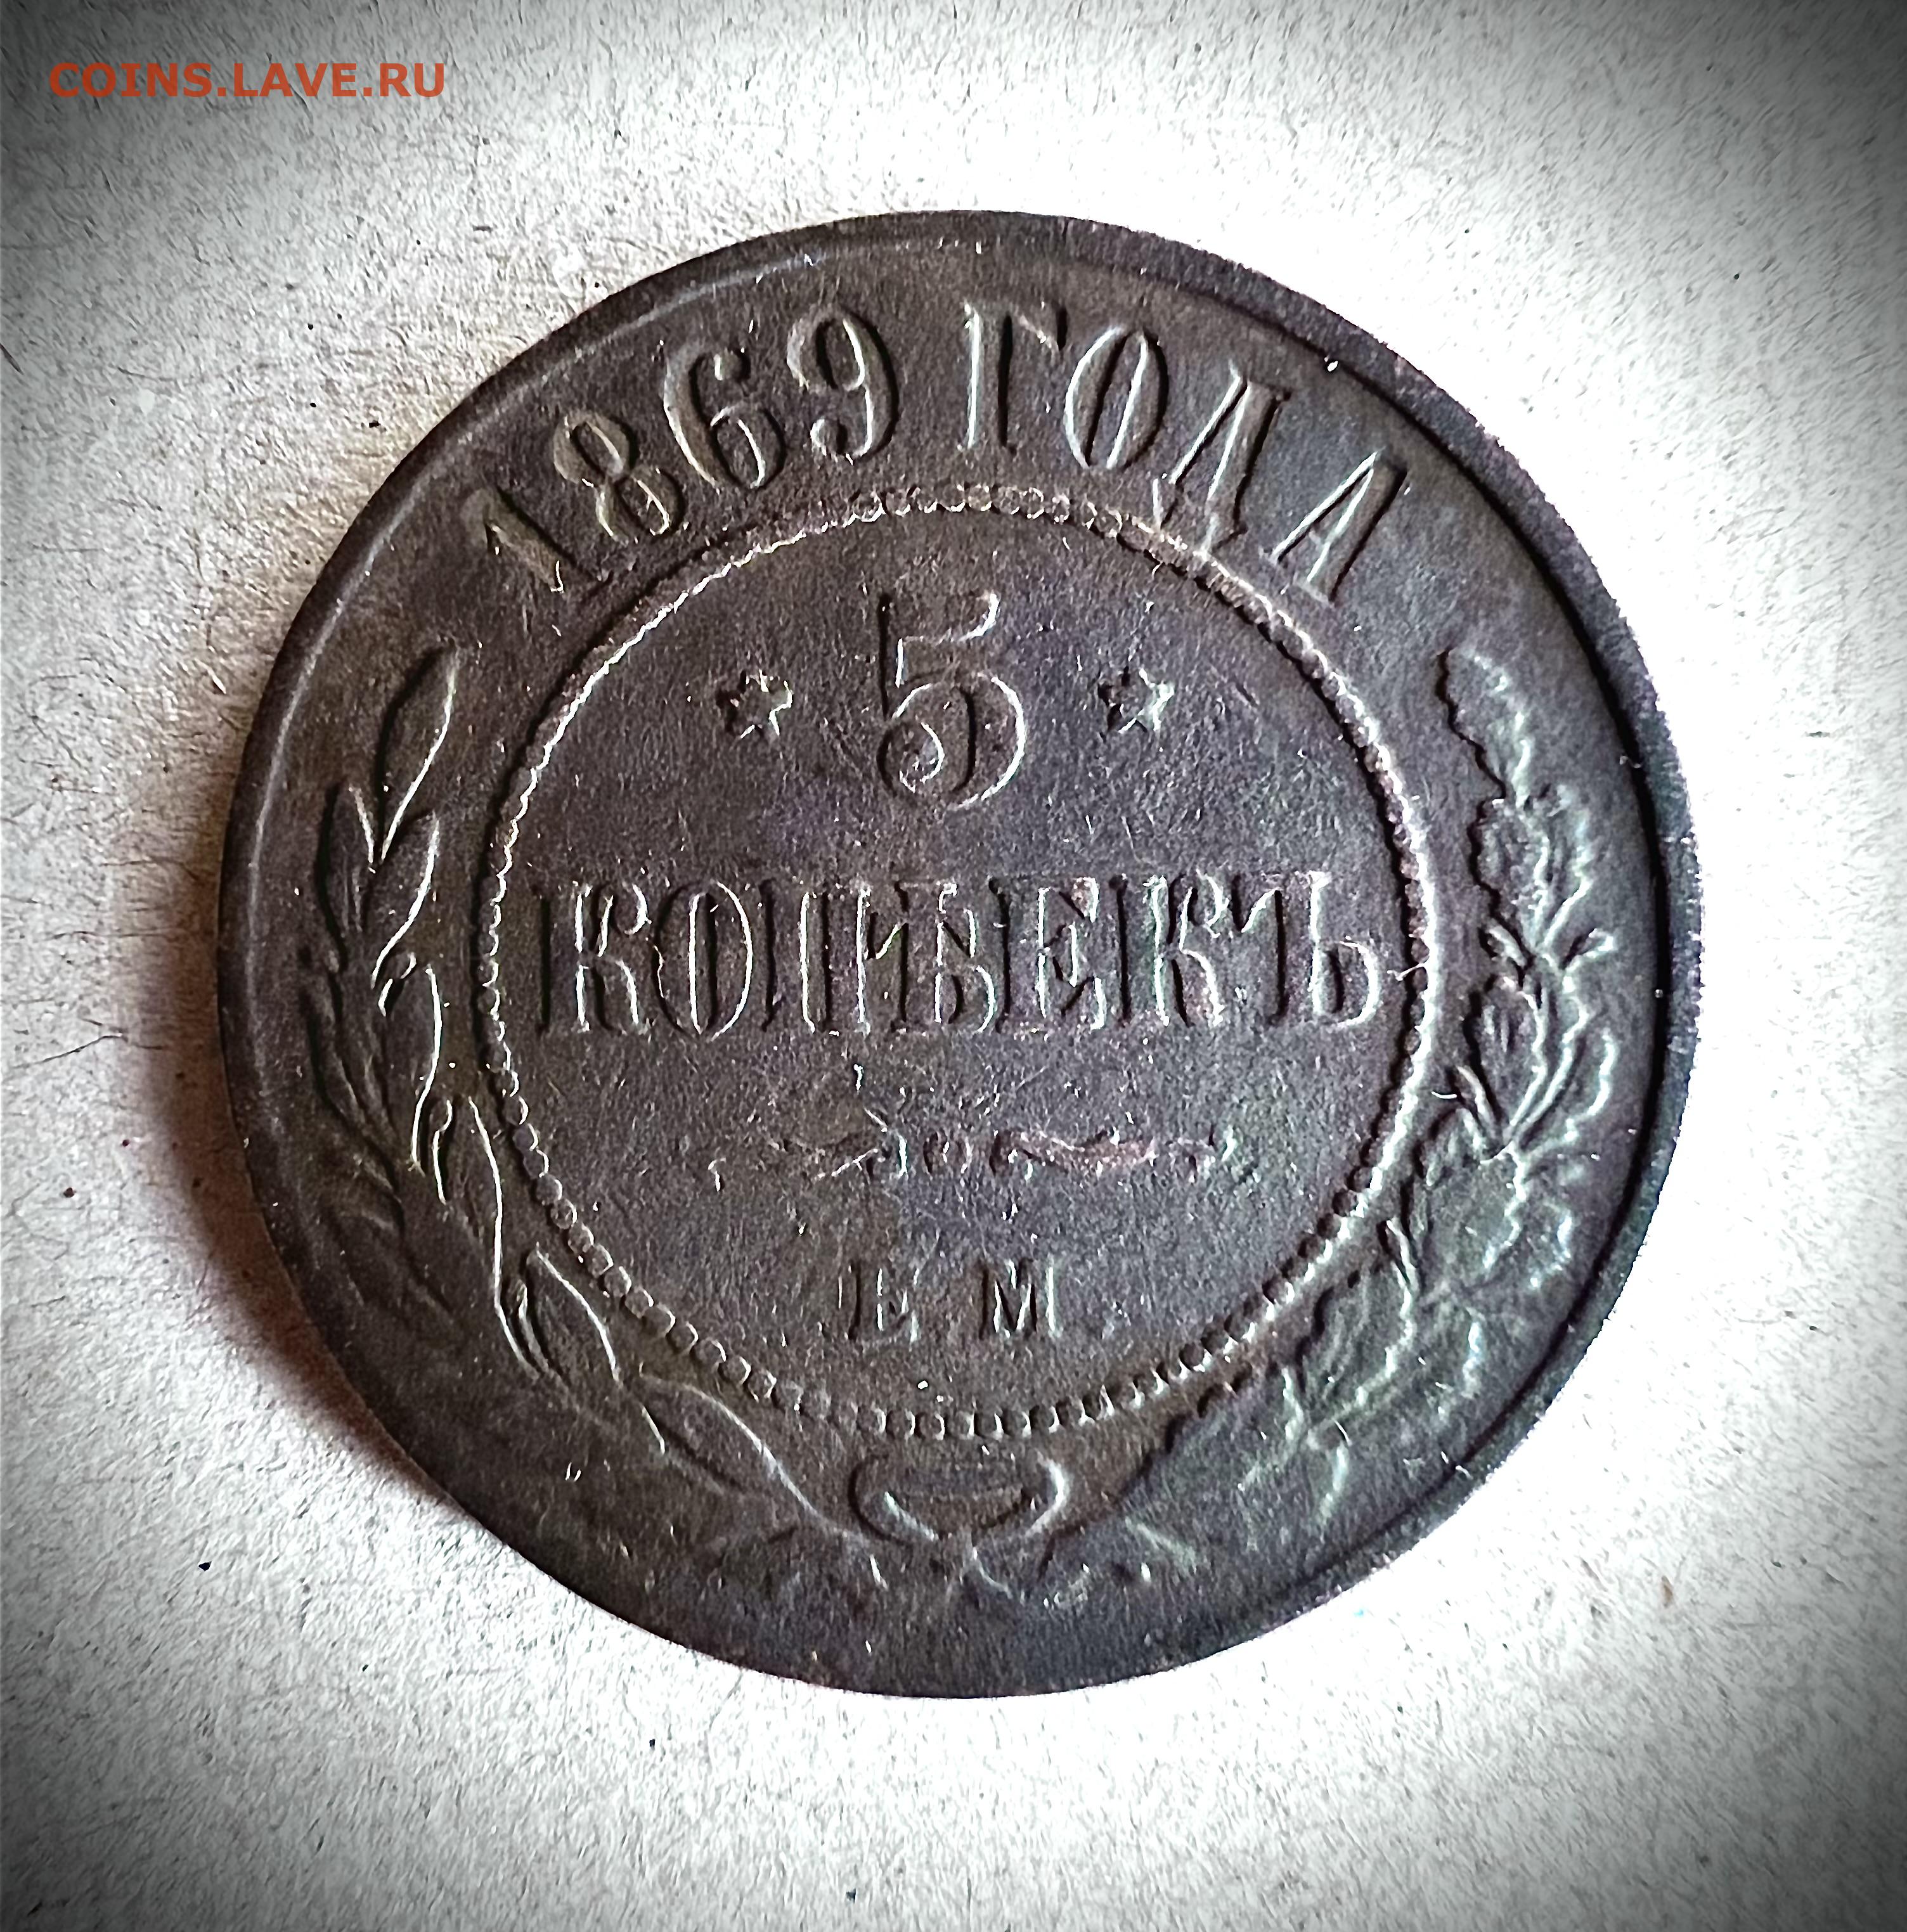 COINS.LAVE.RU
1869 ГОДА
5
КОПѢЕКЪ
Е М